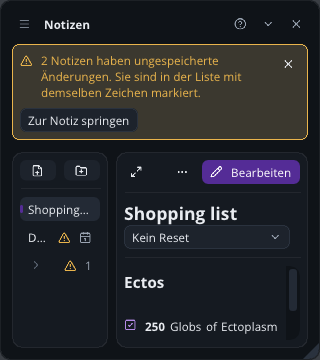 Notizen
2 Notizen haben ungespeicherte
Änderungen. Sie sind in der Liste mit
demselben Zeichen markiert.
Zur Notiz springen
Bearbeiten
Shopping...
D...
1
Shopping list
Kein Reset
Ectos
250 Globs of Ectoplasm